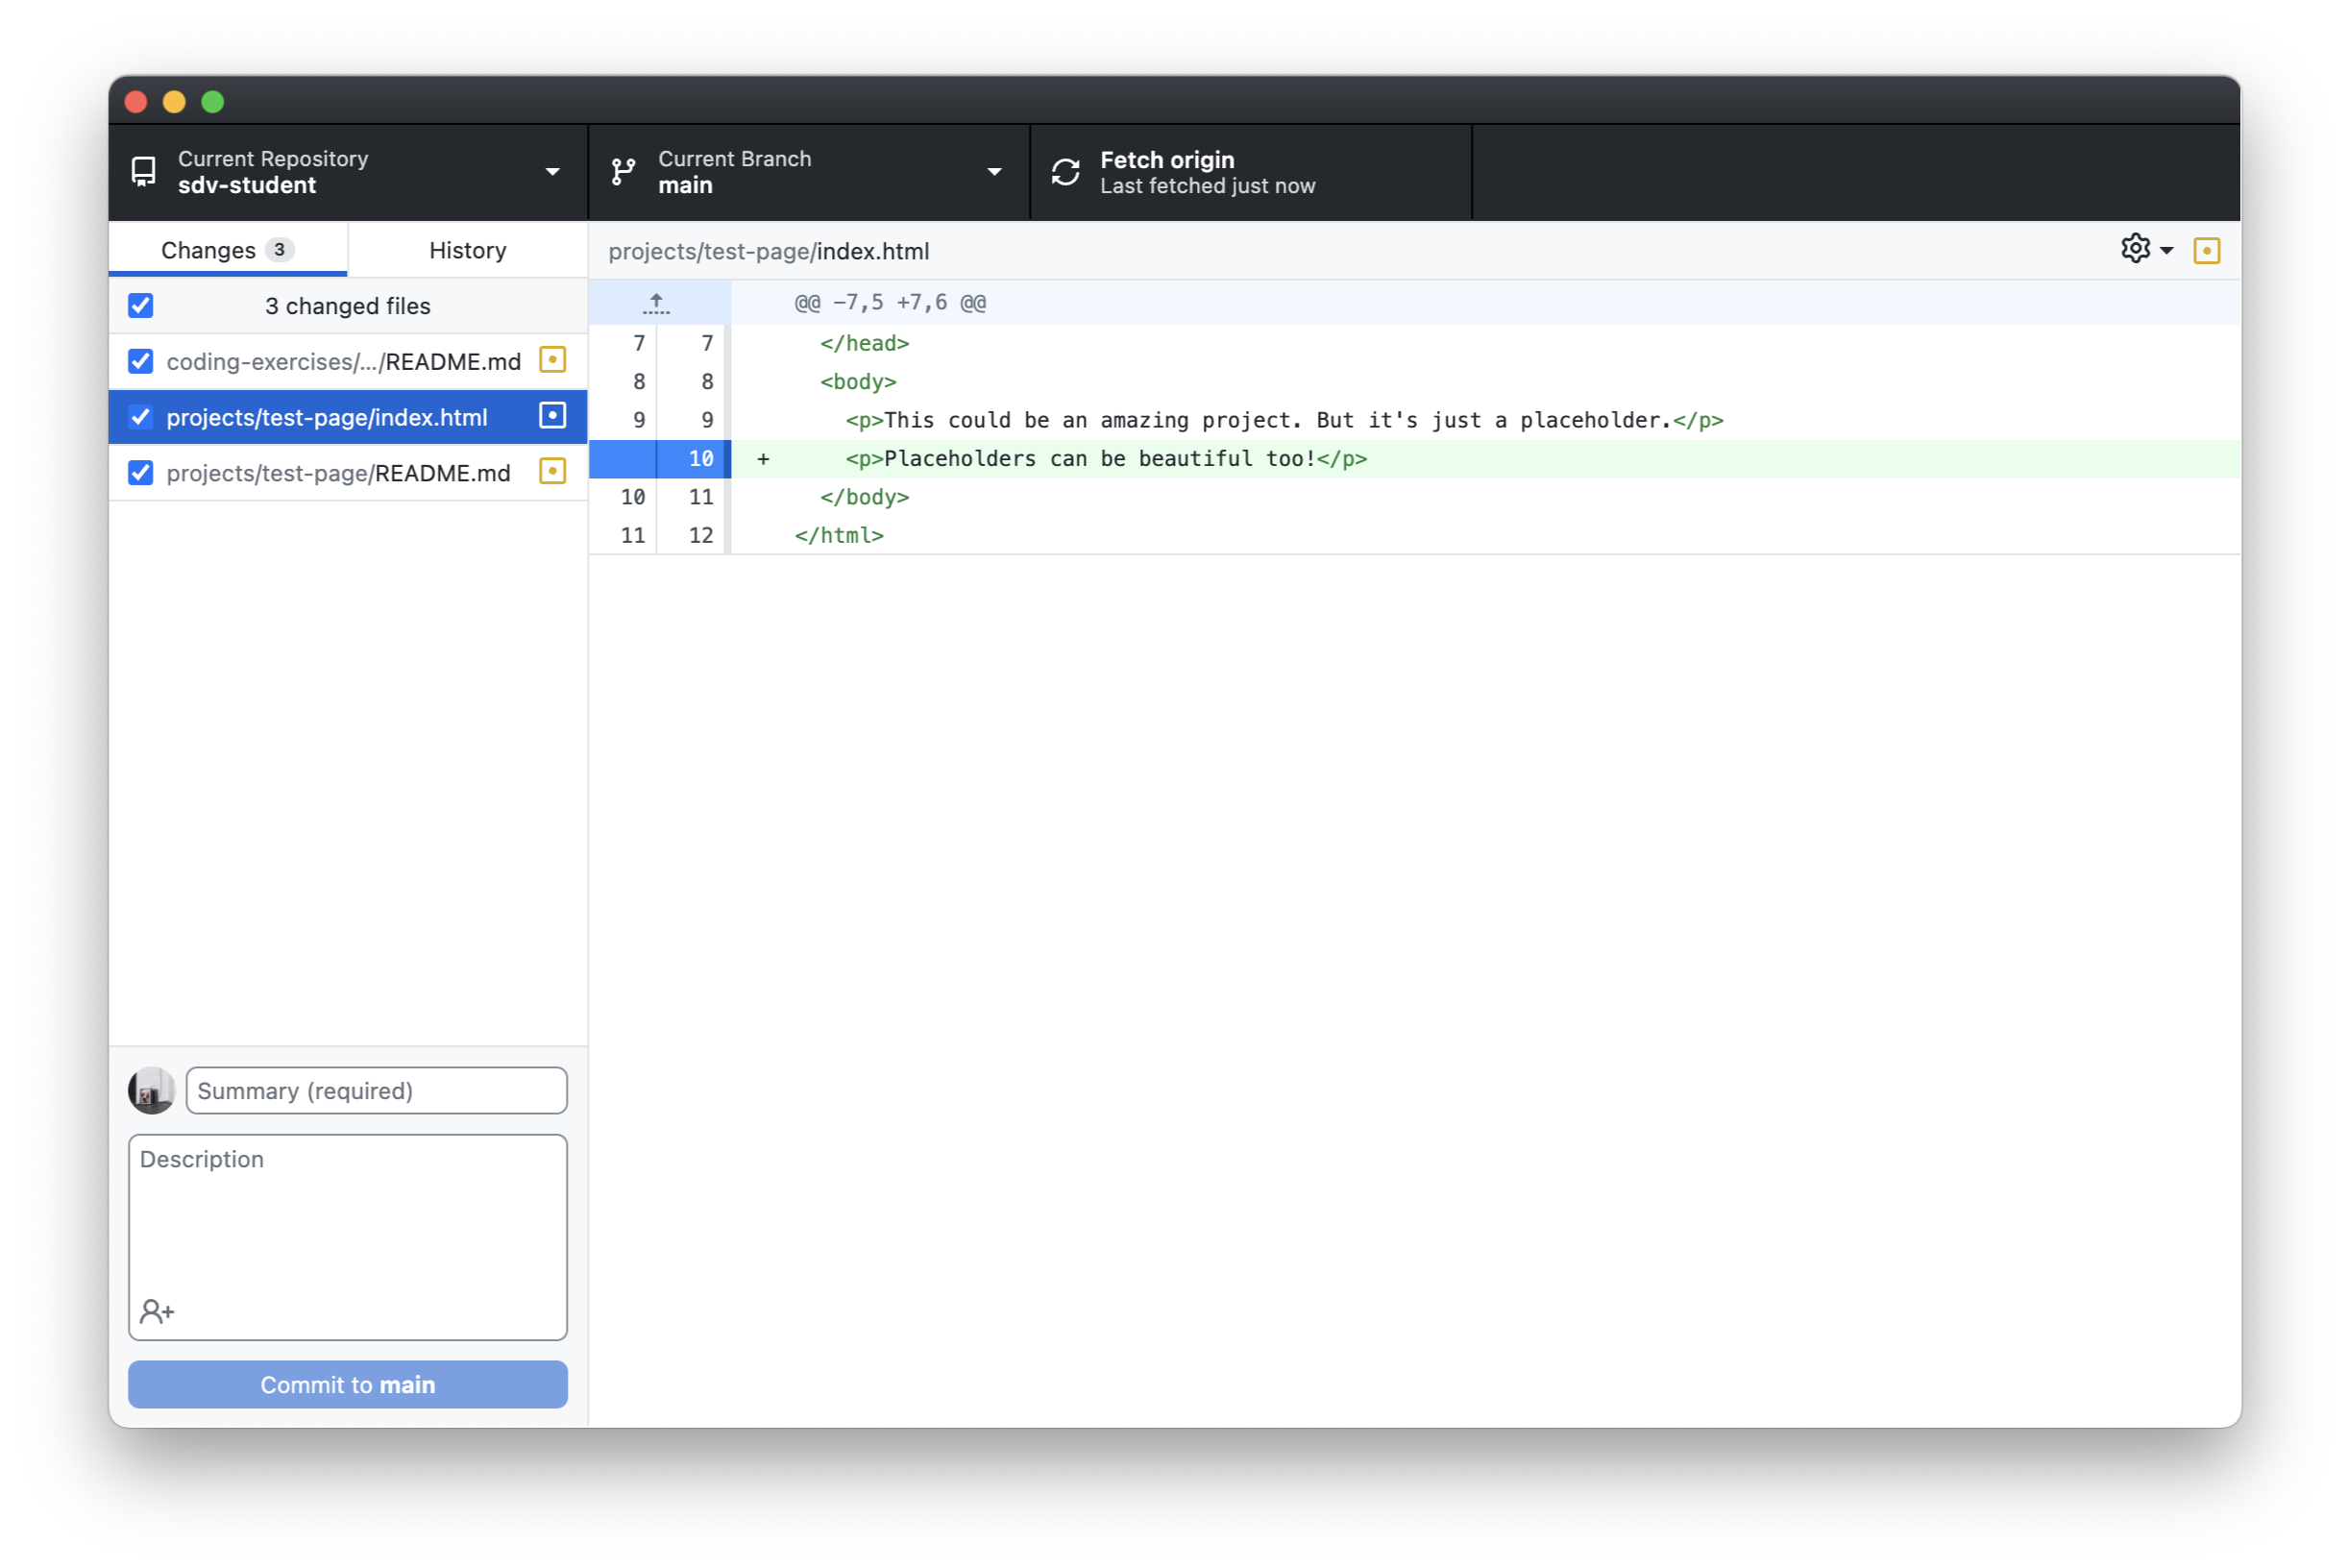 Current Repository
sdv-student
Current Branch
main
Fetch origin
Last fetched just now
Changes 3
History
3 changed files
coding-exercises/.../README.md
projects/test-page/index.html
projects/test-page/README.md
Summary (required)
Description
Commit to main
projects/test-page/index.html
@@ -7,5 +7,6 @@
7 7 </head>
8 8 <body>
9 9 <p>This could be an amazing project. But it's just a placeholder.</p>
10 + <p>Placeholders can be beautiful too!</p>
10 11 </body>
11 12 </html>